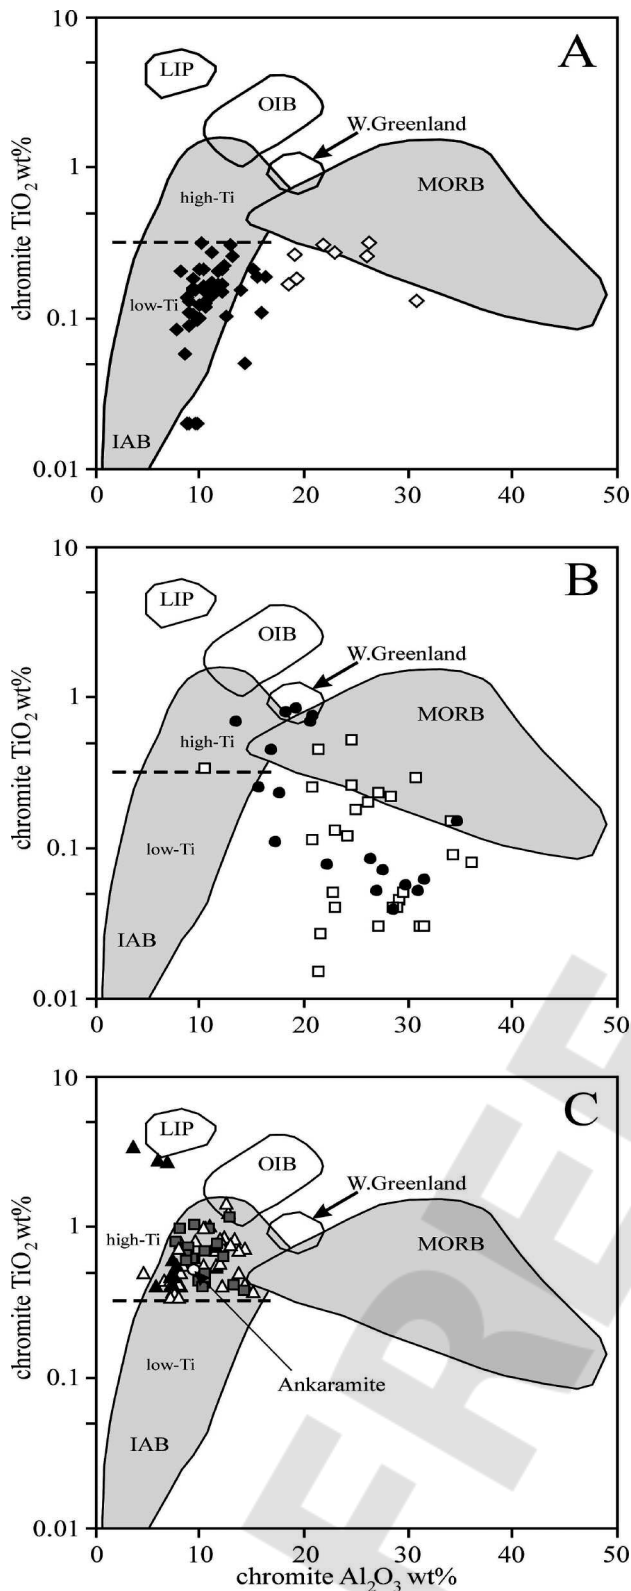 10
A
LIP
OIB
W.Greenland
1
MORB
high-Ti
chromite TiO₂ wt%
low-Ti
0.1
IAB
0.01
0 10 20 30 40 50
10
B
LIP
OIB
W.Greenland
1
MORB
high-Ti
chromite TiO₂ wt%
low-Ti
0.1
IAB
0.01
0 10 20 30 40 50
10
C
LIP
OIB
W.Greenland
1
high-Ti
MORB
chromite TiO₂ wt%
low-Ti
Ankaramite
0.1
IAB
0.01
0 10 20 30 40 50
chromite Al₂O₃ wt%